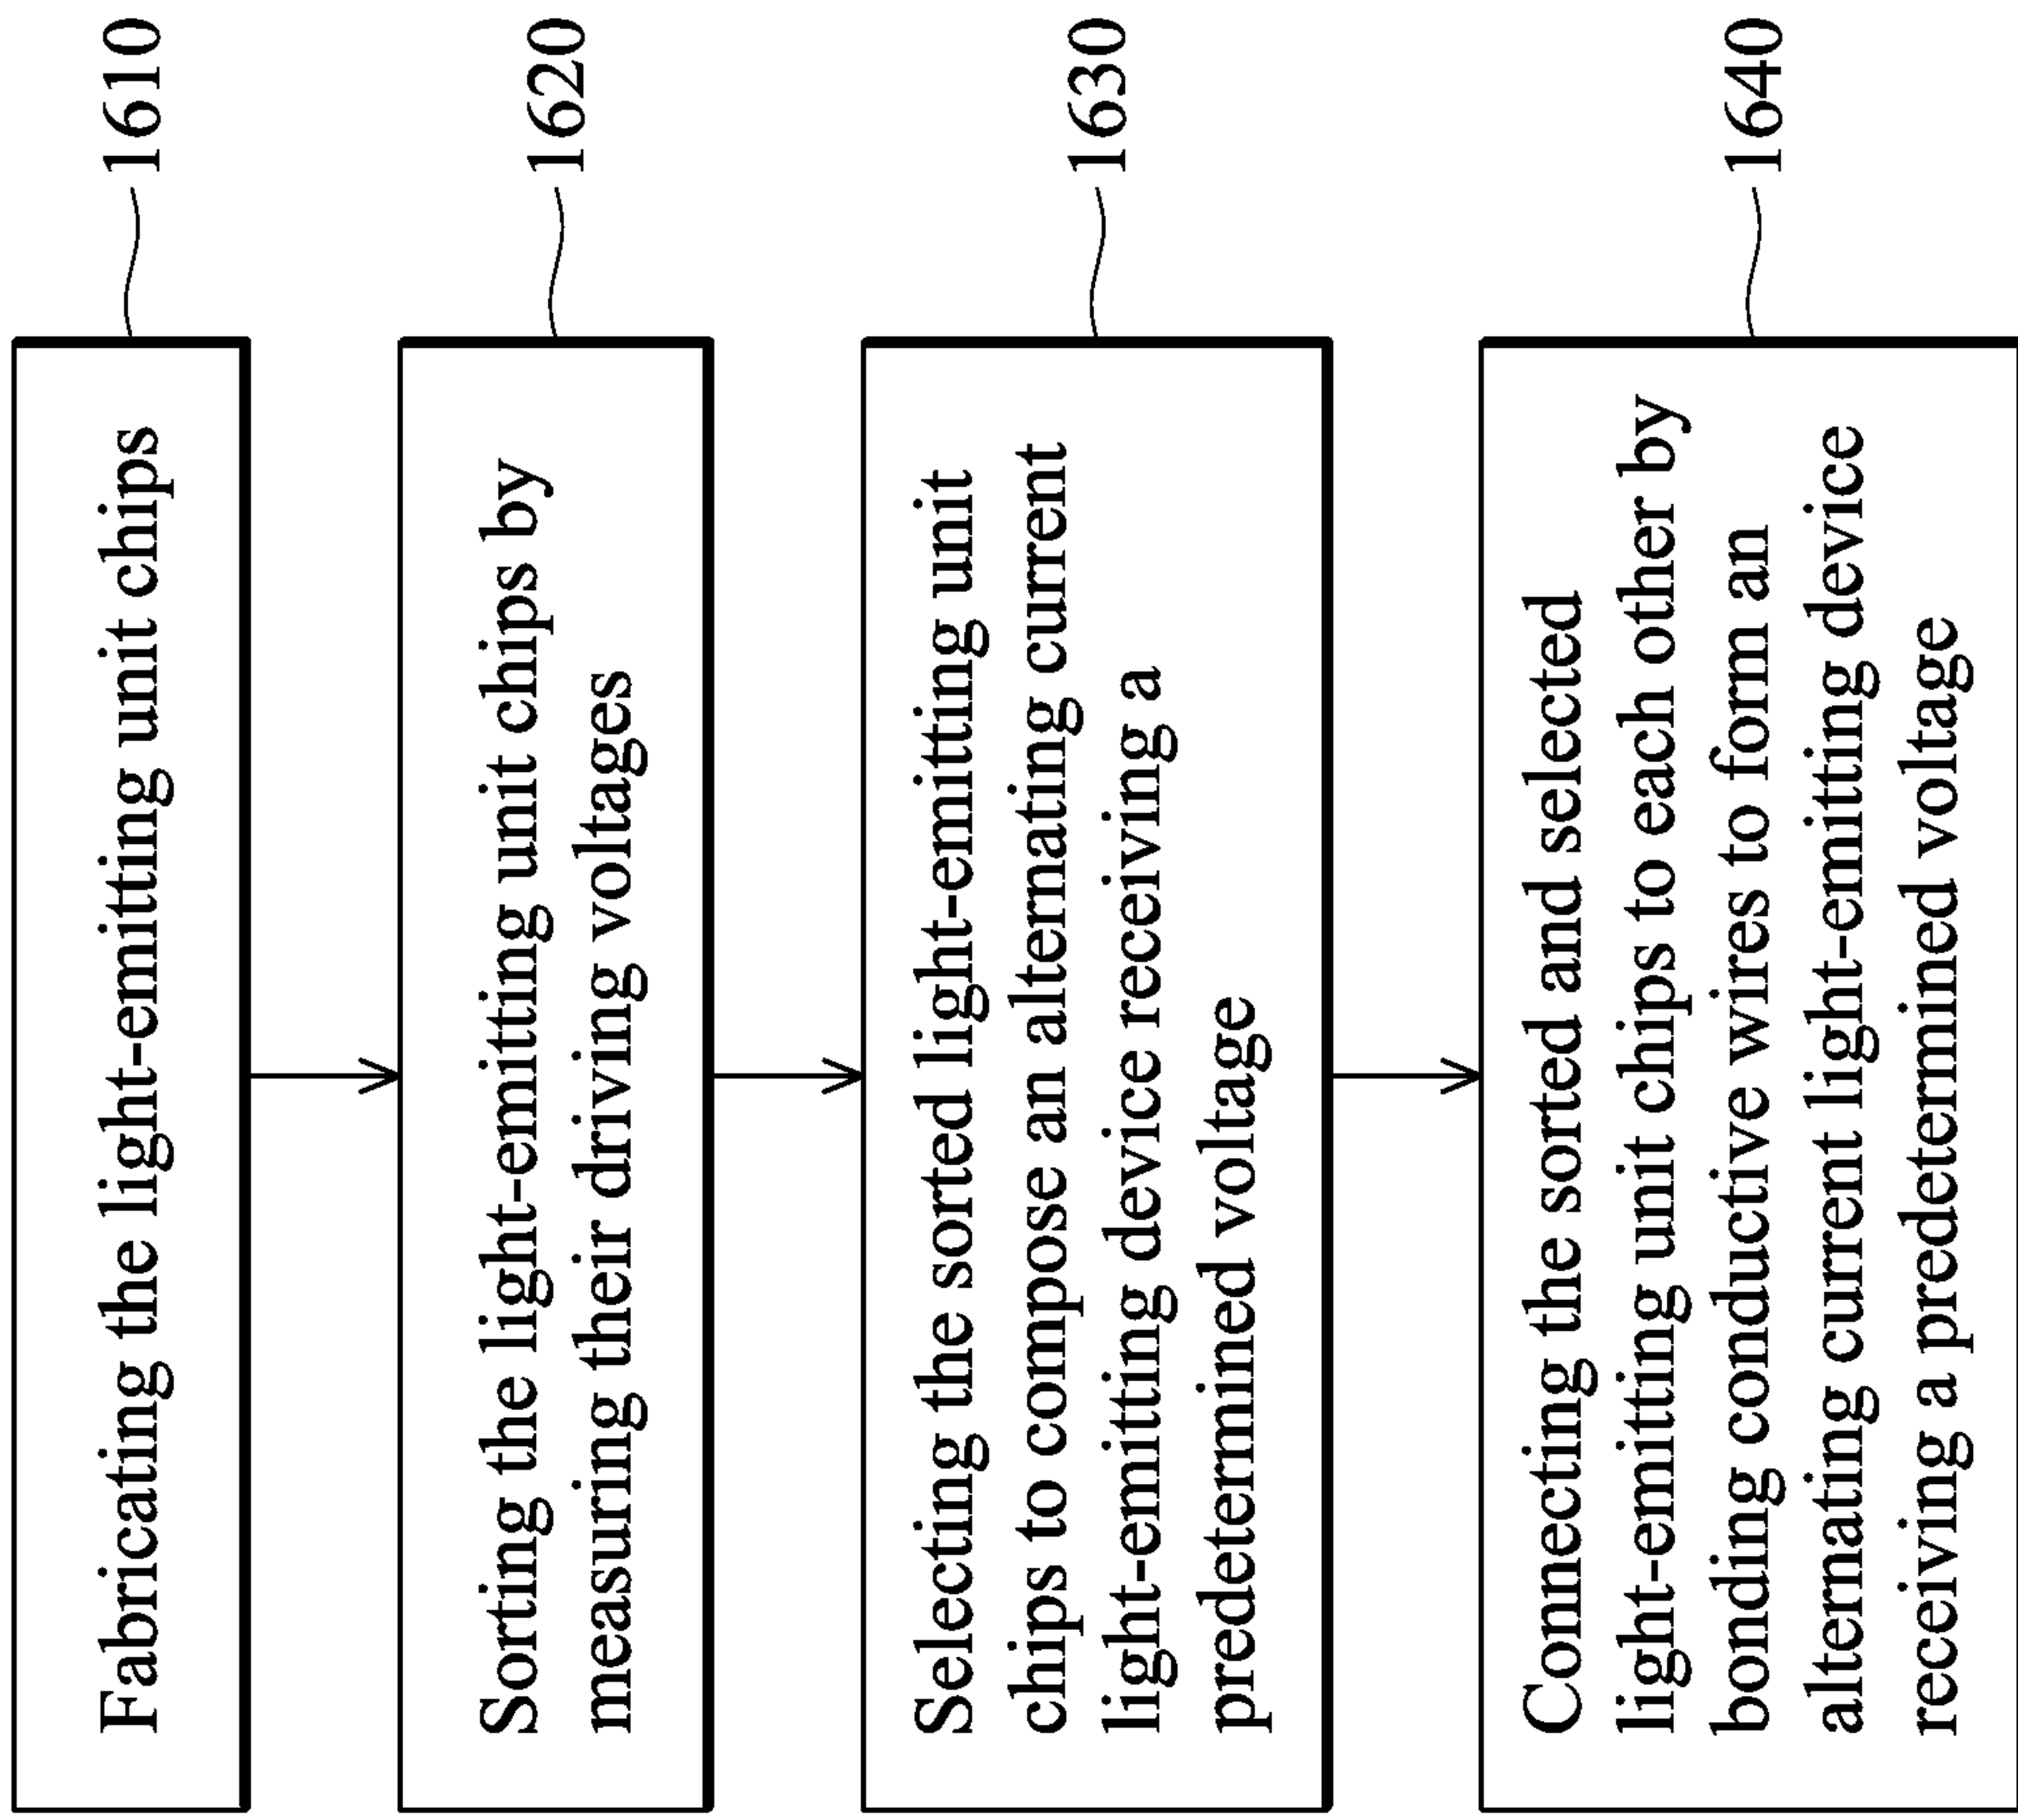 Fabricating the light-emitting unit chips
1610
Sorting the light-emitting unit chips by
measuring their driving voltages
1620
Selecting the sorted light-emitting unit
chips to compose an alternating current
light-emitting device receiving a
predetermined voltage
1630
Connecting the sorted and selected
light-emitting unit chips to each other by
bonding conductive wires to form an
alternating current light-emitting device
receiving a predetermined voltage
1640